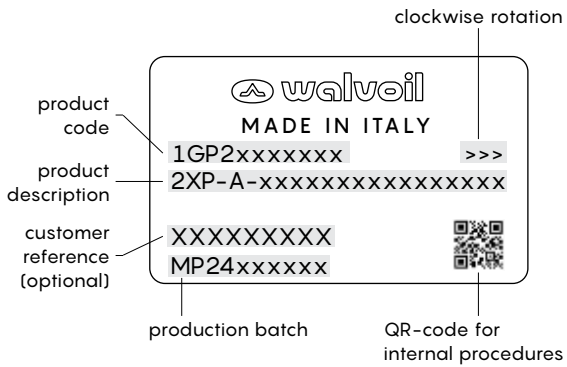 clockwise rotation
walvoil
MADE IN ITALY
product
code
1GP2xxxxxxx
>>>
product
description
2XP-A-xxxxxxxxxxxxxxxx
customer
reference
(optional)
XXXXXXXXX
MP24xxxxxx
production batch
QR-code for
internal procedures